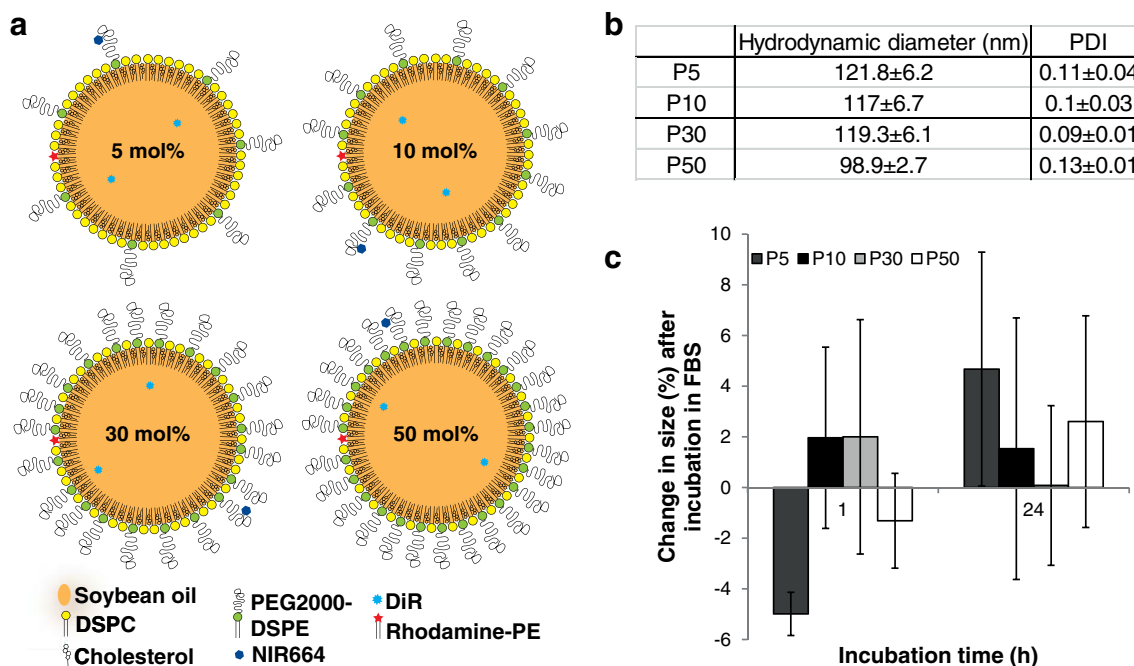 a
5 mol%
10 mol%
30 mol%
50 mol%
Soybean oil
DSPC
Cholesterol
PEG2000-
DSPE
NIR664
DiR
Rhodamine-PE
b
Hydrodynamic diameter (nm) PDI
P5 121.8±6.2 0.11±0.04
P10 117±6.7 0.1±0.03
P30 119.3±6.1 0.09±0.01
P50 98.9±2.7 0.13±0.01
c
P5 P10 P30 P50
Change in size (%) after
incubation in FBS
10
8
6
4
2
0
-2
-4
-6
1
24
Incubation time (h)